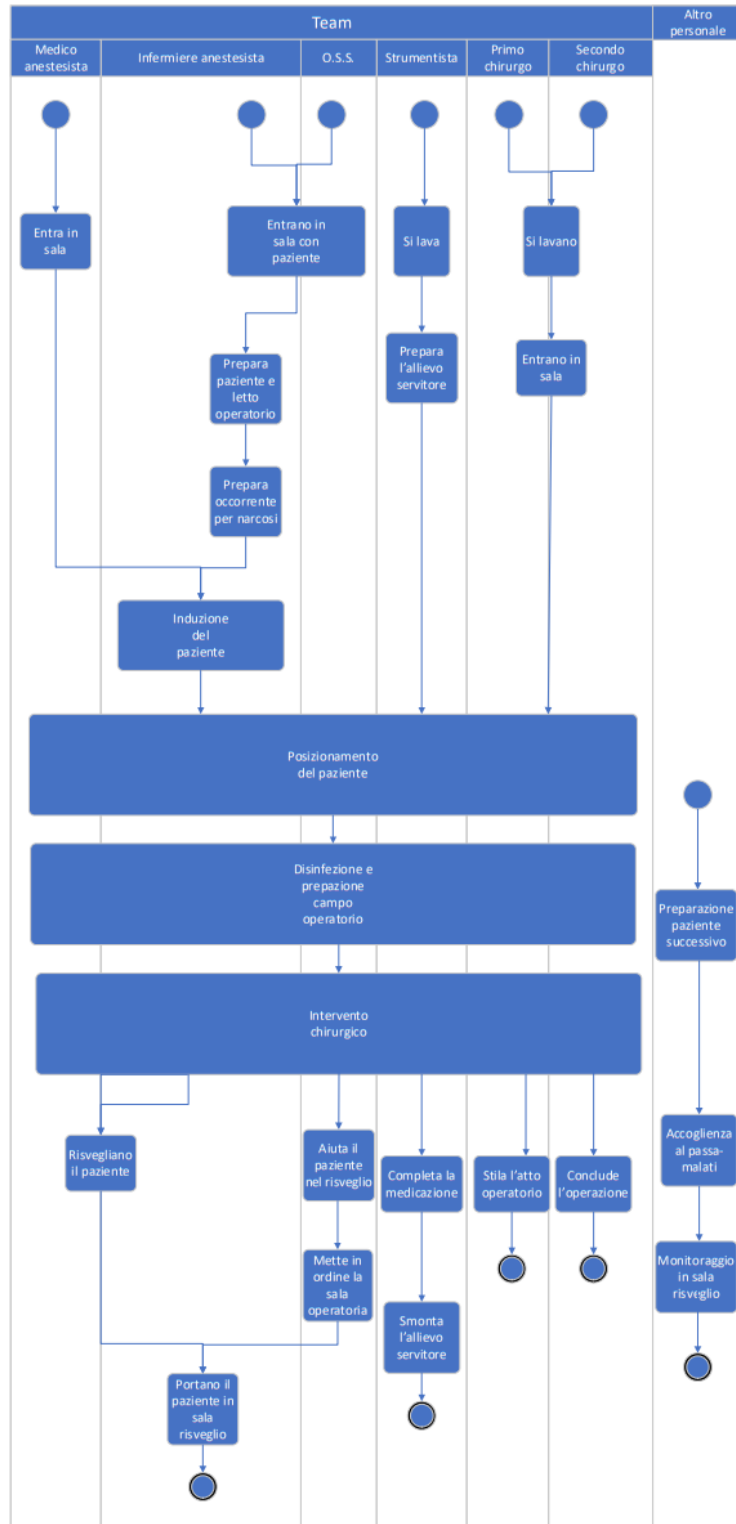 Team
Altro
personale
Medico
anestesista
Infermiere anestesista
O.S.S.
Strumentista
Primo
chirurgo
Secondo
chirurgo
Entra in
sala
Entrano in
sala con
paziente
Si lava
Si lavano
Prepara
paziente e
letto
operatorio
Prepara
l'allievo
servitore
Entrano in
sala
Prepara
occorrente
per narcosi
Induzione
del
paziente
Posizionamento
del paziente
Disinfezione e
prepazione
campo
operatorio
Preparazione
paziente
successivo
Intervento
chirurgico
Risvegliano
il paziente
Aiuta il
paziente
nel risveglio
Completa la
medicazione
Stila l'atto
operatorio
Conclude
l'operazione
Accoglienza
al passa-
malati
Mette in
ordine la
sala
operatoria
Monitoraggio
in sala
risveglio
Smonta
l'allievo
servitore
Portano il
paziente in
sala
risveglio